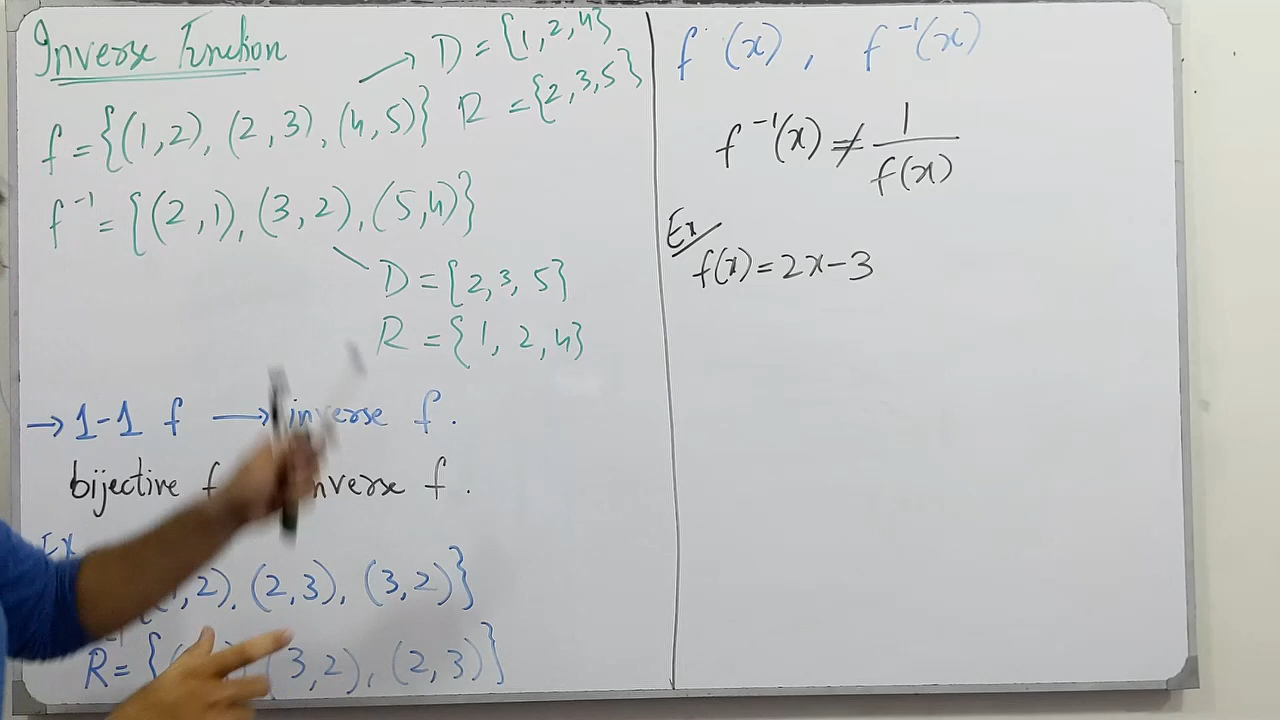 Inverse Function
f = {(1,2), (2,3), (4,5)}
D = {1,2,4}
R = {2,3,5}
f⁻¹ = {(2,1), (3,2), (5,4)}
D = {2,3,5}
R = {1,2,4}
→ 1-1 f → inverse f.
bijective f inverse f.
Ex
,2), (2,3), (3,2)}
R = { (3,2), (2,3)}
f(x), f⁻¹(x)
f⁻¹(x) ≠ 1/f(x)
Ex
f(x) = 2x-3